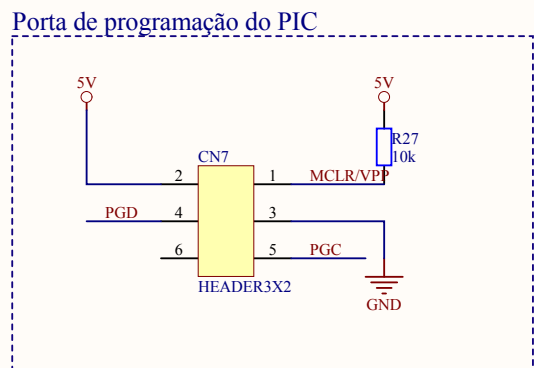 Porta de programação do PIC
5V
5V
R27
10k
CN7
2
1
MCLR/VPP
PGD
4
3
6
5
PGC
HEADER3X2
GND